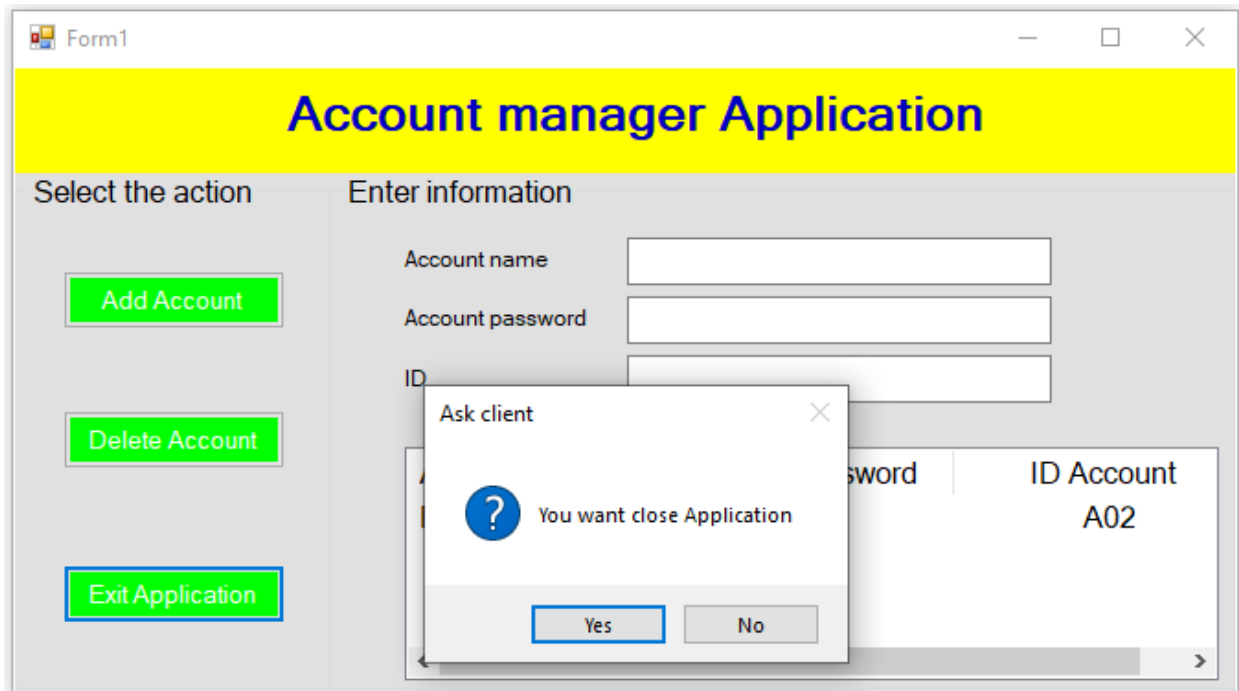 Form1
Account manager Application
Select the action
Enter information
Account name
Add Account
Account password
ID
Ask client
Delete Account
sword
ID Account
You want close Application
A02
Exit Application
Yes
No